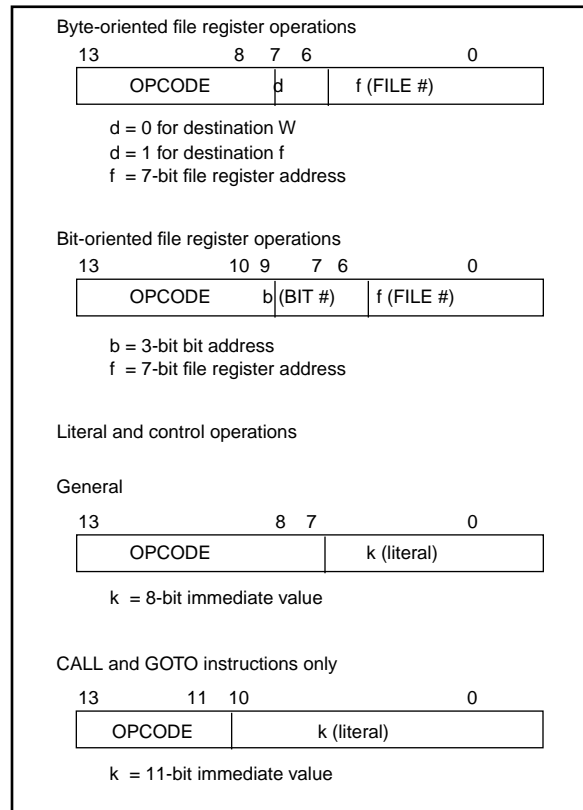 Byte-oriented file register operations
13 8 7 6 0
OPCODE d f (FILE #)
d = 0 for destination W
d = 1 for destination f
f = 7-bit file register address
Bit-oriented file register operations
13 10 9 7 6 0
OPCODE b (BIT #) f (FILE #)
b = 3-bit bit address
f = 7-bit file register address
Literal and control operations
General
13 8 7 0
OPCODE k (literal)
k = 8-bit immediate value
CALL and GOTO instructions only
13 11 10 0
OPCODE k (literal)
k = 11-bit immediate value